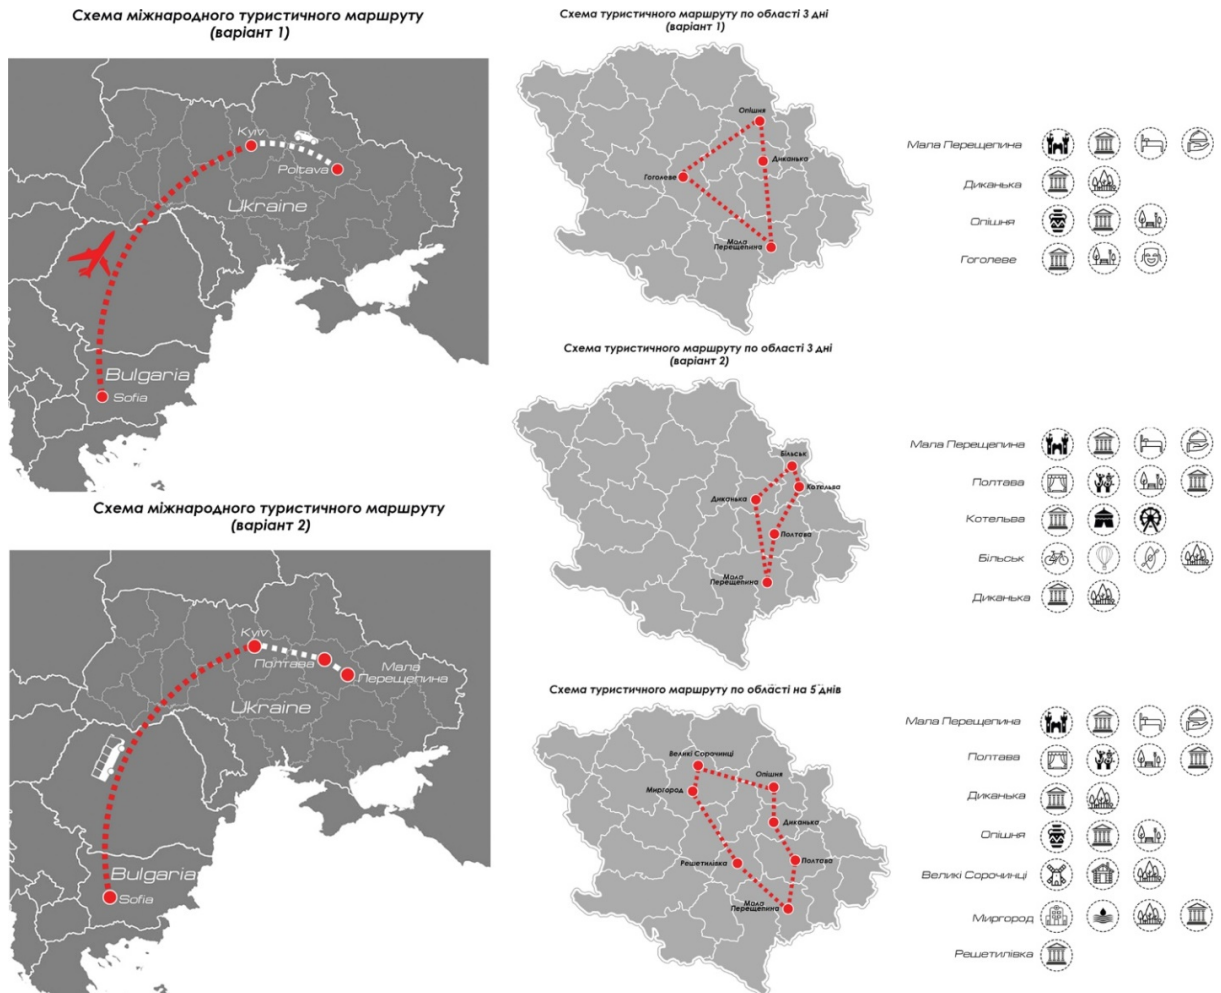 Схема міжнародного туристичного маршруту
(варіант 1)
Kyiv
Poltava
Ukraine
Bulgaria
Sofia
Схема міжнародного туристичного маршруту
(варіант 2)
Kyiv
Полтава
Мала
Перещепина
Ukraine
Bulgaria
Sofia
Схема туристичного маршруту по області 3 дні
(варіант 1)
Опішня
Диканька
Гоголеве
Мала
Перещепина
Мала Перещепина
Диканька
Опішня
Гоголеве
Схема туристичного маршруту по області 3 дні
(варіант 2)
Більськ
Котельва
Диканька
Полтава
Мала
Перещепина
Мала Перещепина
Полтава
Котельва
Більськ
Диканька
Схема туристичного маршруту по області на 5 днів
Великі Сорочинці
Опішня
Миргород
Диканька
Решетилівка
Полтава
Мала
Перещепина
Мала Перещепина
Полтава
Диканька
Опішня
Великі Сорочинці
Миргород
Решетилівка